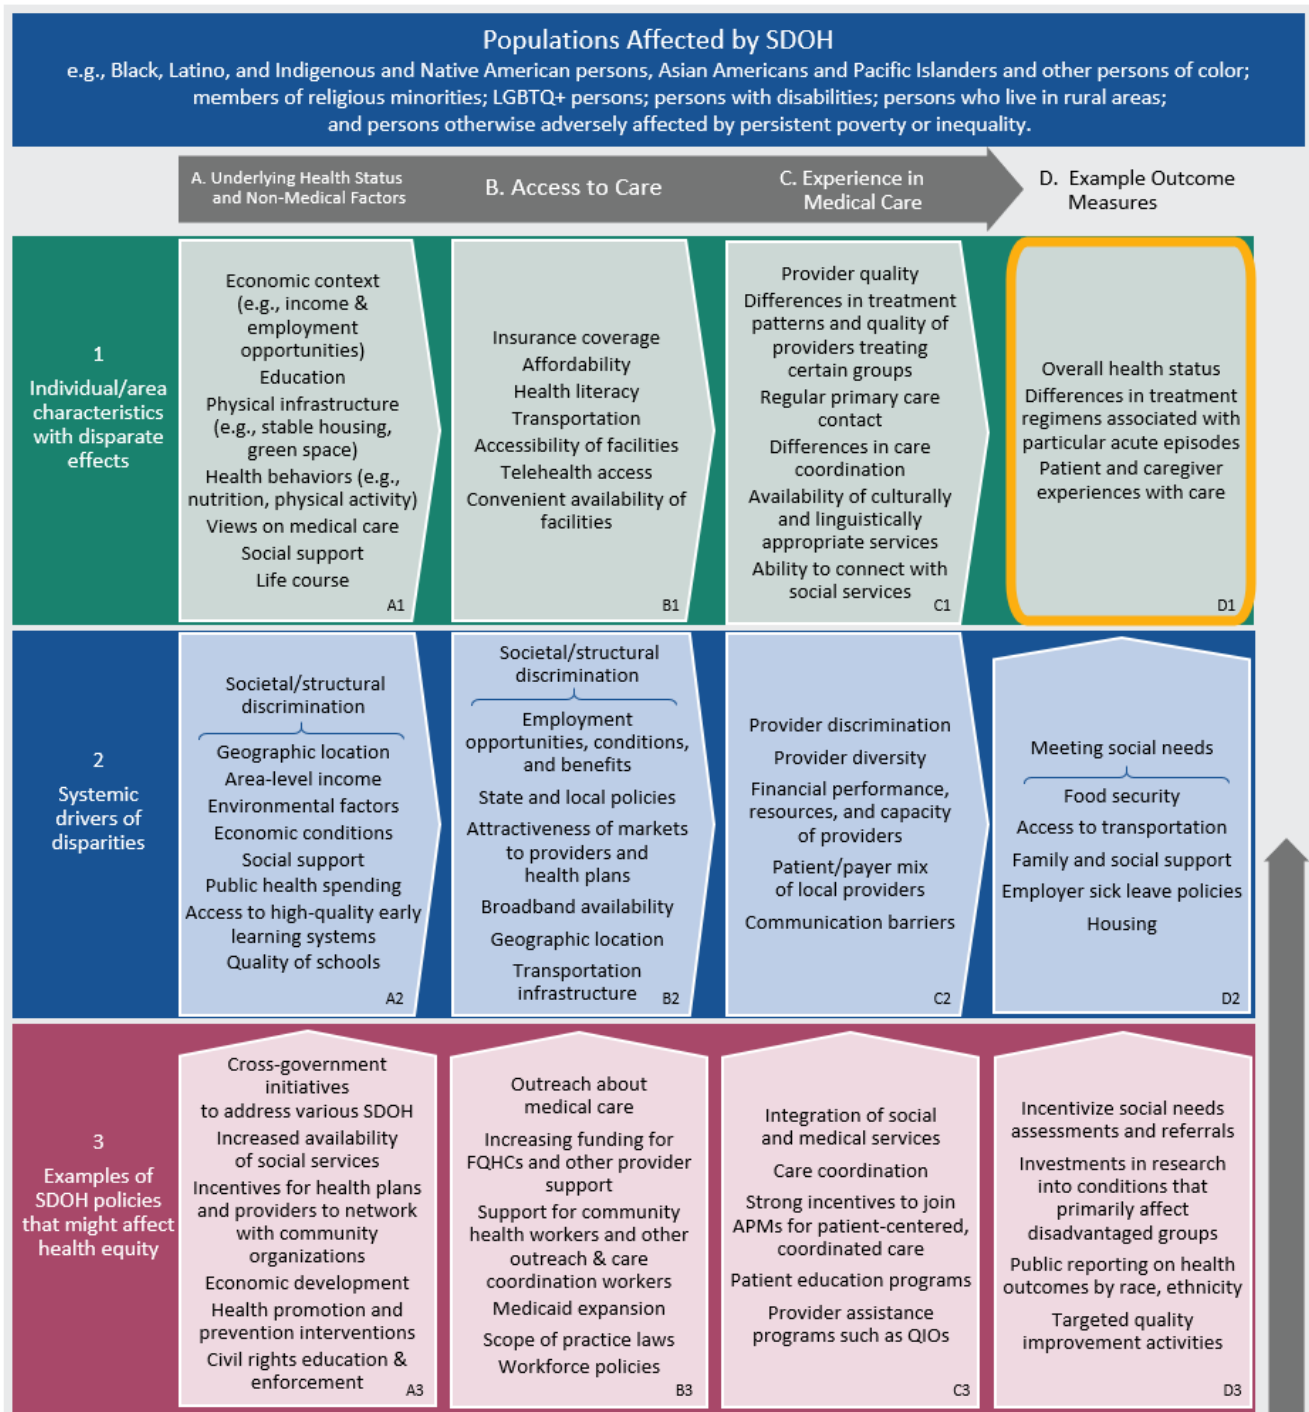 Populations Affected by SDOH
e.g., Black, Latino, and Indigenous and Native American persons, Asian Americans and Pacific Islanders and other persons of color;
members of religious minorities; LGBTQ+ persons; persons with disabilities; persons who live in rural areas;
and persons otherwise adversely affected by persistent poverty or inequality.
A. Underlying Health Status
and Non-Medical Factors
B. Access to Care
C. Experience in
Medical Care
D. Example Outcome
Measures
1
Individual/area
characteristics
with disparate
effects
Economic context
(e.g., income &
employment
opportunities)
Education
Physical infrastructure
(e.g., stable housing,
green space)
Health behaviors (e.g.,
nutrition, physical activity)
Views on medical care
Social support
Life course
A1
Insurance coverage
Affordability
Health literacy
Transportation
Accessibility of facilities
Telehealth access
Convenient availability of
facilities
B1
Provider quality
Differences in treatment
patterns and quality of
providers treating
certain groups
Regular primary care
contact
Differences in care
coordination
Availability of culturally
and linguistically
appropriate services
Ability to connect with
social services
C1
Overall health status
Differences in treatment
regimens associated with
particular acute episodes
Patient and caregiver
experiences with care
D1
2
Systemic
drivers of
disparities
Societal/structural
discrimination
Geographic location
Area-level income
Environmental factors
Economic conditions
Social support
Public health spending
Access to high-quality early
learning systems
Quality of schools
A2
Societal/structural
discrimination
Employment
opportunities, conditions,
and benefits
State and local policies
Attractiveness of markets
to providers and
health plans
Broadband availability
Geographic location
Transportation
infrastructure
B2
Provider discrimination
Provider diversity
Financial performance,
resources, and capacity
of providers
Patient/payer mix
of local providers
Communication barriers
C2
Meeting social needs
Food security
Access to transportation
Family and social support
Employer sick leave policies
Housing
D2
3
Examples of
SDOH policies
that might affect
health equity
Cross-government
initiatives
to address various SDOH
Increased availability
of social services
Incentives for health plans
and providers to network
with community
organizations
Economic development
Health promotion and
prevention interventions
Civil rights education &
enforcement
A3
Outreach about
medical care
Increasing funding for
FQHCs and other provider
support
Support for community
health workers and other
outreach & care
coordination workers
Medicaid expansion
Scope of practice laws
Workforce policies
B3
Integration of social
and medical services
Care coordination
Strong incentives to join
APMs for patient-centered,
coordinated care
Patient education programs
Provider assistance
programs such as QIOs
C3
Incentivize social needs
assessments and referrals
Investments in research
into conditions that
primarily affect
disadvantaged groups
Public reporting on health
outcomes by race, ethnicity
Targeted quality
improvement activities
D3